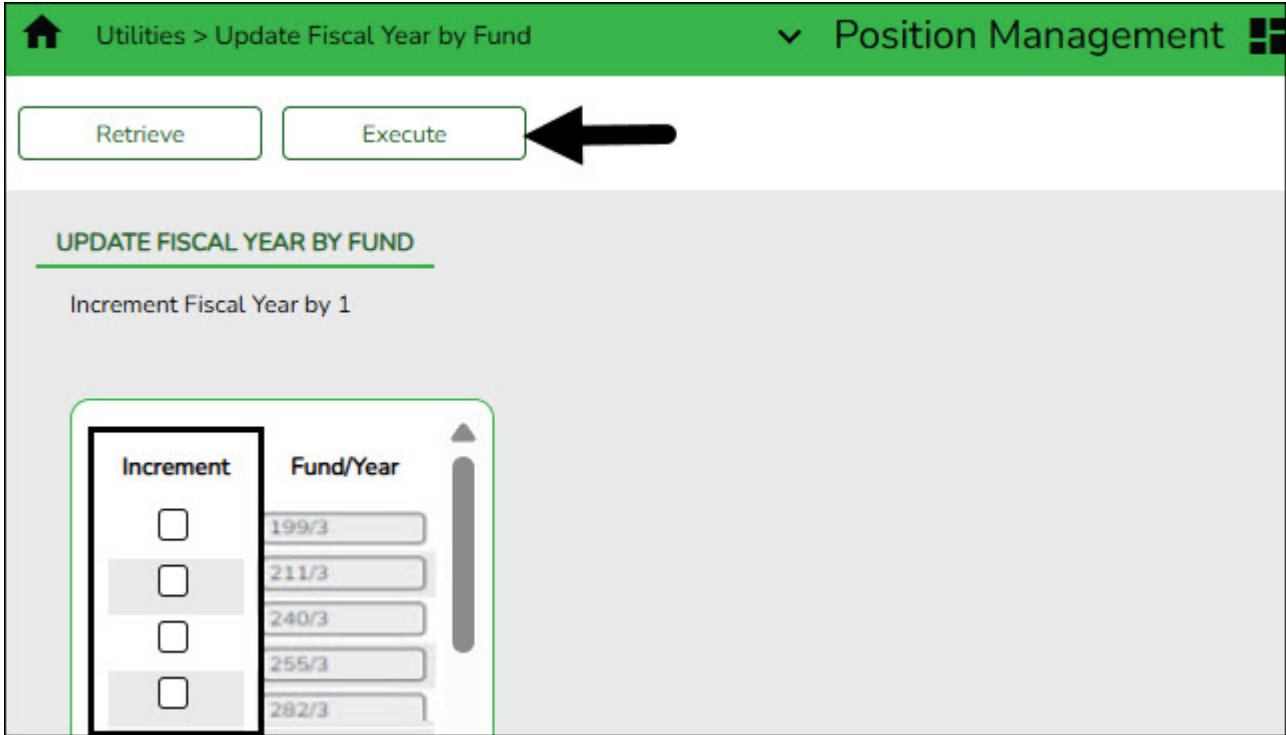 Utilities > Update Fiscal Year by Fund
Position Management
Retrieve
Execute
UPDATE FISCAL YEAR BY FUND
Increment Fiscal Year by 1
Increment
Fund/Year
199/3
211/3
240/3
255/3
282/3